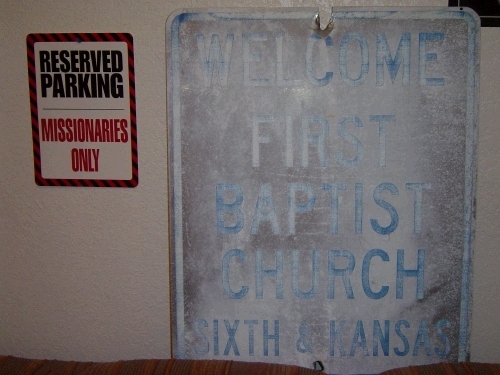 RESERVED
PARKING
MISSIONARIES
ONLY
WELCOME
FIRST
BAPTIST
CHURCH
SIXTH & KANSAS